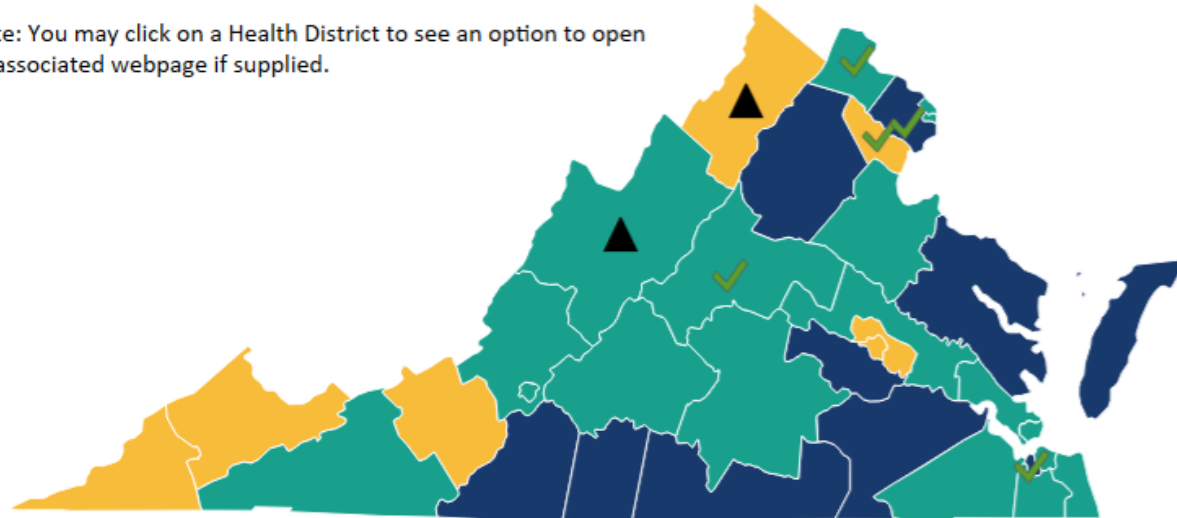 te: You may click on a Health District to see an option to open
associated webpage if supplied.